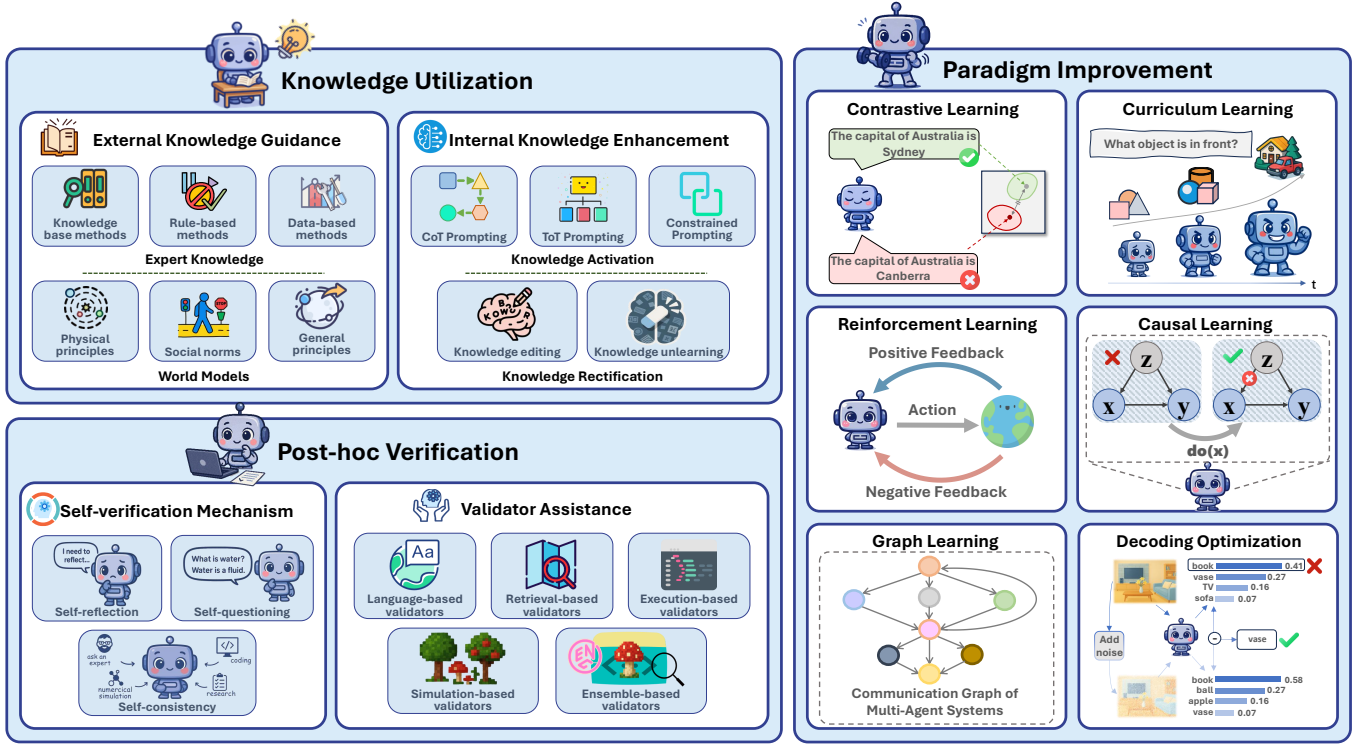 Knowledge Utilization
External Knowledge Guidance
Knowledge
base methods
Rule-based
methods
Data-based
methods
Expert Knowledge
Physical
principles
STOP
Social norms
General
principles
World Models
Internal Knowledge Enhancement
CoT Prompting
ToT Prompting
Constrained
Prompting
Knowledge Activation
Knowledge editing
Knowledge unlearning
Knowledge Rectification
Post-hoc Verification
Self-verification Mechanism
I need to
reflect...
Self-reflection
What is water?
Water is a fluid.
Self-questioning
ask an
expert
coding
numercical
simulation
research
Self-consistency
Validator Assistance
Aa
Language-based
validators
Retrieval-based
validators
Execution-based
validators
Simulation-based
validators
Ensemble-based
validators
Paradigm Improvement
Contrastive Learning
The capital of Australia is
Sydney
The capital of Australia is
Canberra
Curriculum Learning
What object is in front?
t
Reinforcement Learning
Positive Feedback
Action
Negative Feedback
Causal Learning
z
x
y
z
x
y
do(x)
Graph Learning
Communication Graph of
Multi-Agent Systems
Decoding Optimization
book 0.41
vase 0.27
TV 0.16
sofa 0.07
Add
noise
−
vase
book 0.58
ball 0.27
apple 0.16
vase 0.07